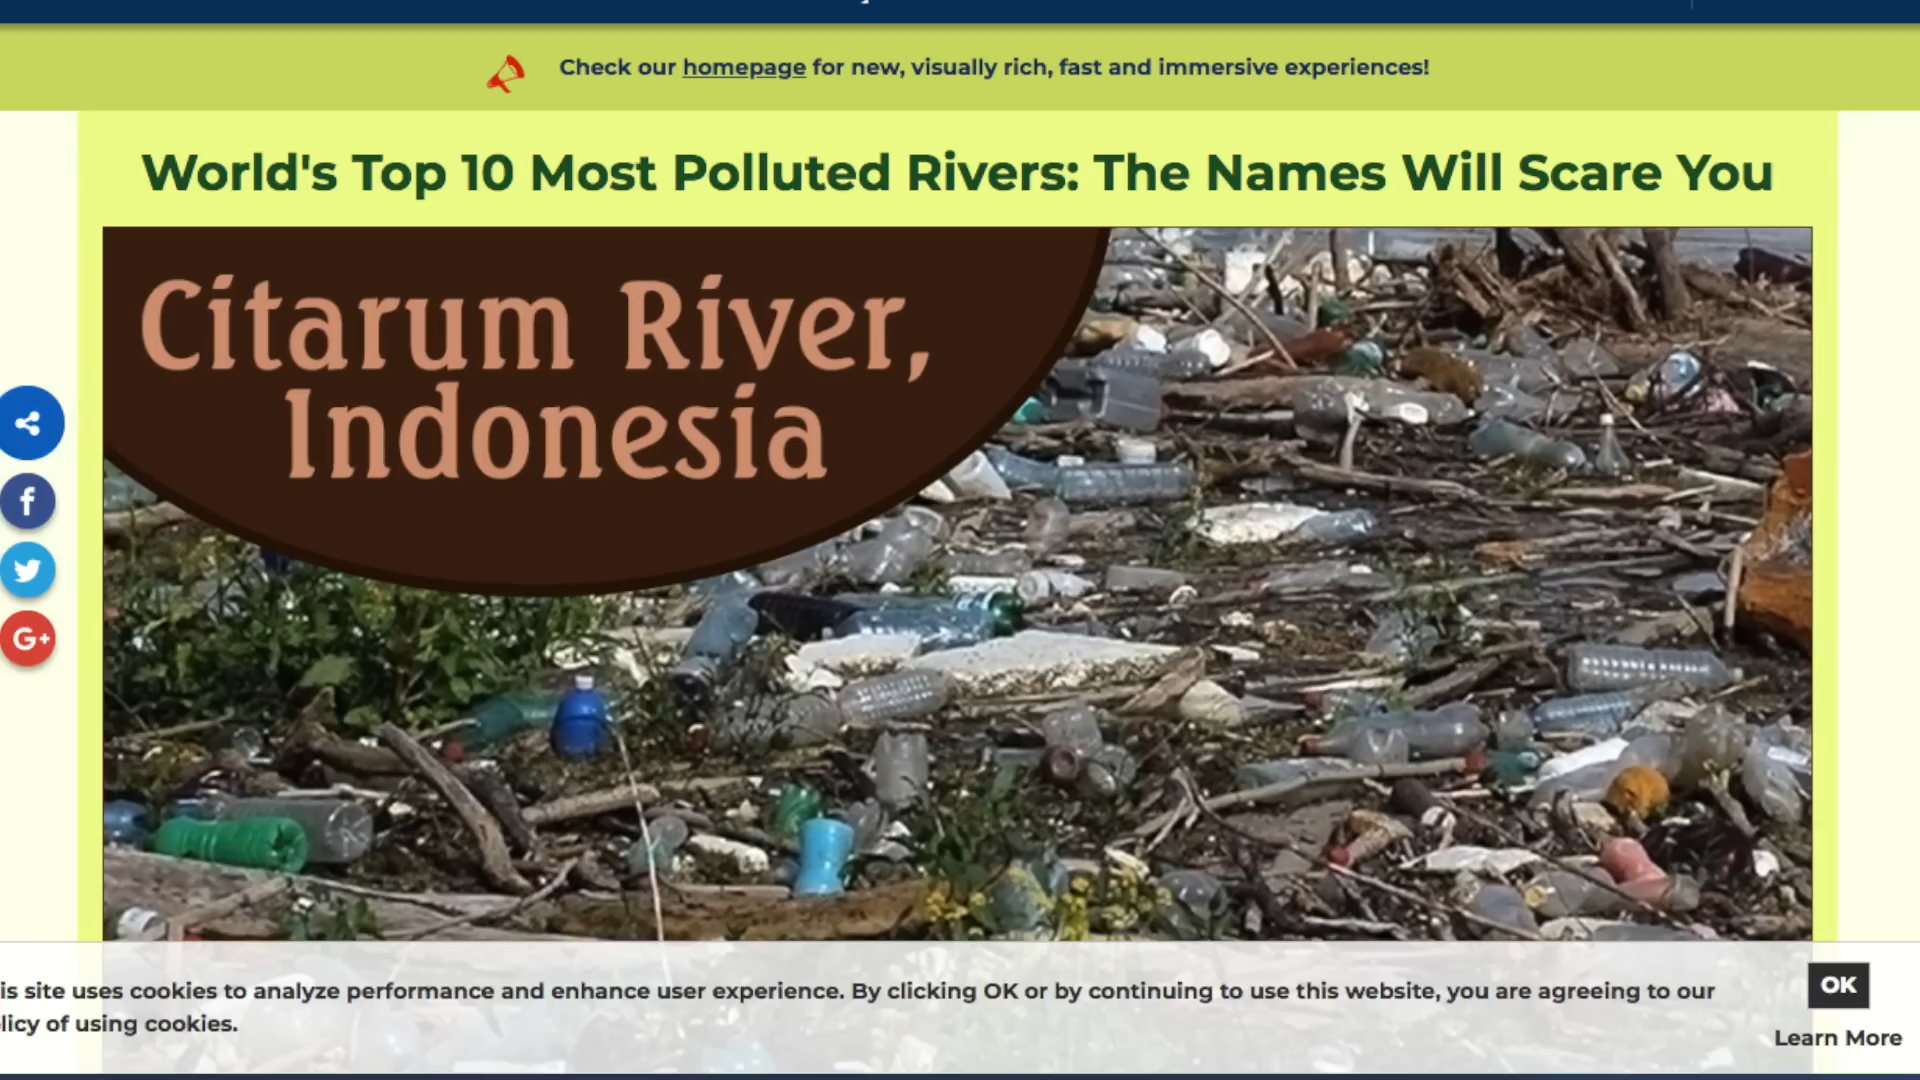 Check our homepage for new, visually rich, fast and immersive experiences!
World's Top 10 Most Polluted Rivers: The Names Will Scare You
Citarum River,
Indonesia
f
G+
is site uses cookies to analyze performance and enhance user experience. By clicking OK or by continuing to use this website, you are agreeing to our
licy of using cookies.
OK
Learn More